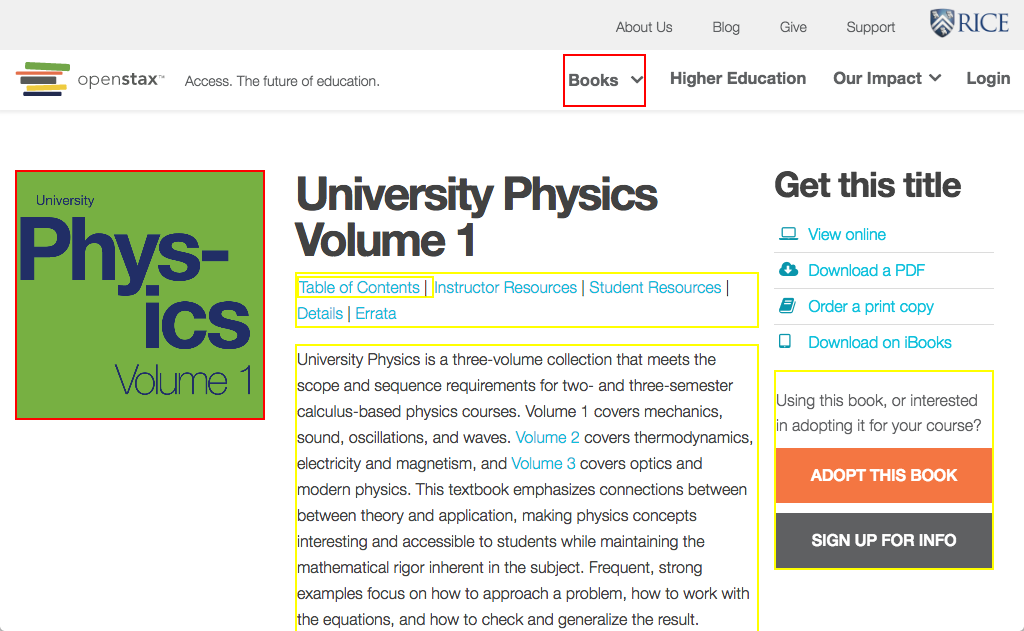 About Us Blog Give Support RICE
openstax™ Access. The future of education. Books Higher Education Our Impact Login
University
Phys-
ics
Volume 1
University Physics
Volume 1
Table of Contents | Instructor Resources | Student Resources |
Details | Errata
University Physics is a three-volume collection that meets the
scope and sequence requirements for two- and three-semester
calculus-based physics courses. Volume 1 covers mechanics,
sound, oscillations, and waves. Volume 2 covers thermodynamics,
electricity and magnetism, and Volume 3 covers optics and
modern physics. This textbook emphasizes connections between
between theory and application, making physics concepts
interesting and accessible to students while maintaining the
mathematical rigor inherent in the subject. Frequent, strong
examples focus on how to approach a problem, how to work with
the equations, and how to check and generalize the result.
Get this title
View online
Download a PDF
Order a print copy
Download on iBooks
Using this book, or interested
in adopting it for your course?
ADOPT THIS BOOK
SIGN UP FOR INFO